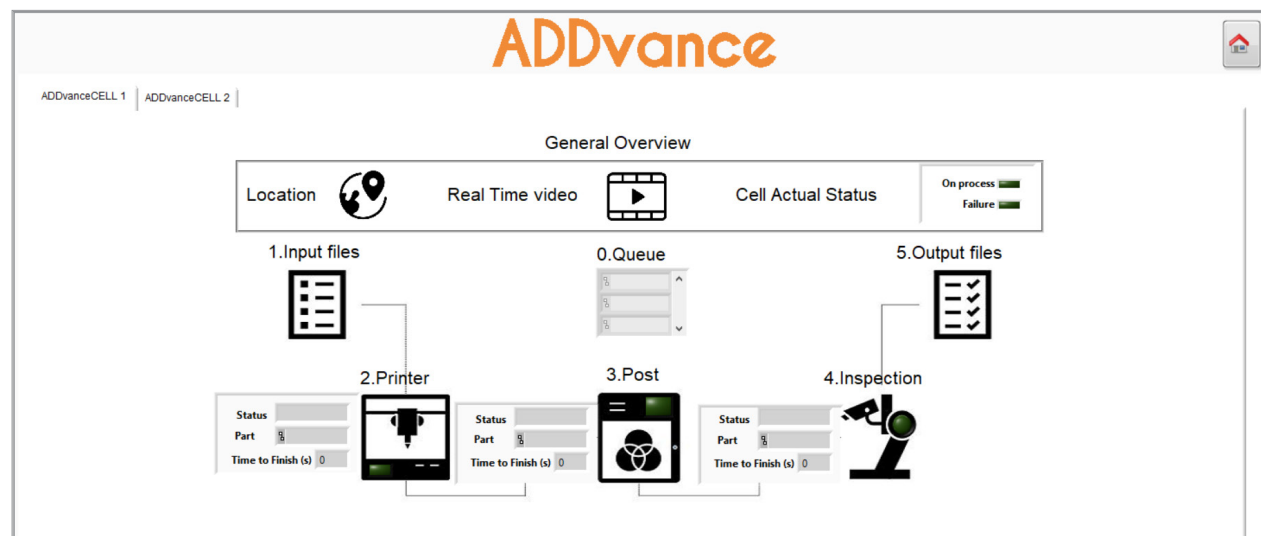 ADDvance
ADDvanceCELL 1
ADDvanceCELL 2
General Overview
Location
Real Time video
Cell Actual Status
On process
Failure
1.Input files
0.Queue
5.Output files
2.Printer
3.Post
4.Inspection
Status
Part
Time to Finish (s) 0
Status
Part
Time to Finish (s) 0
Status
Part
Time to Finish (s) 0